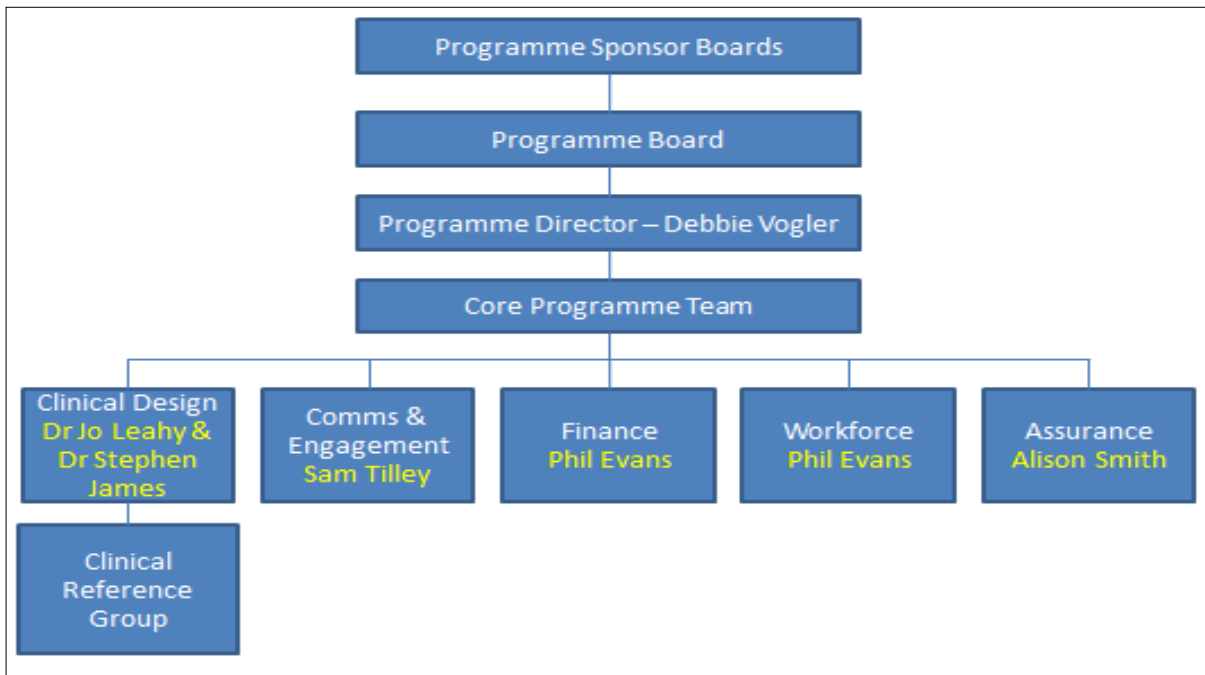 Programme Sponsor Boards
Programme Board
Programme Director – Debbie Vogler
Core Programme Team
Clinical Design
Dr Jo Leahy &
Dr Stephen
James
Comms &
Engagement
Sam Tilley
Finance
Phil Evans
Workforce
Phil Evans
Assurance
Alison Smith
Clinical
Reference
Group